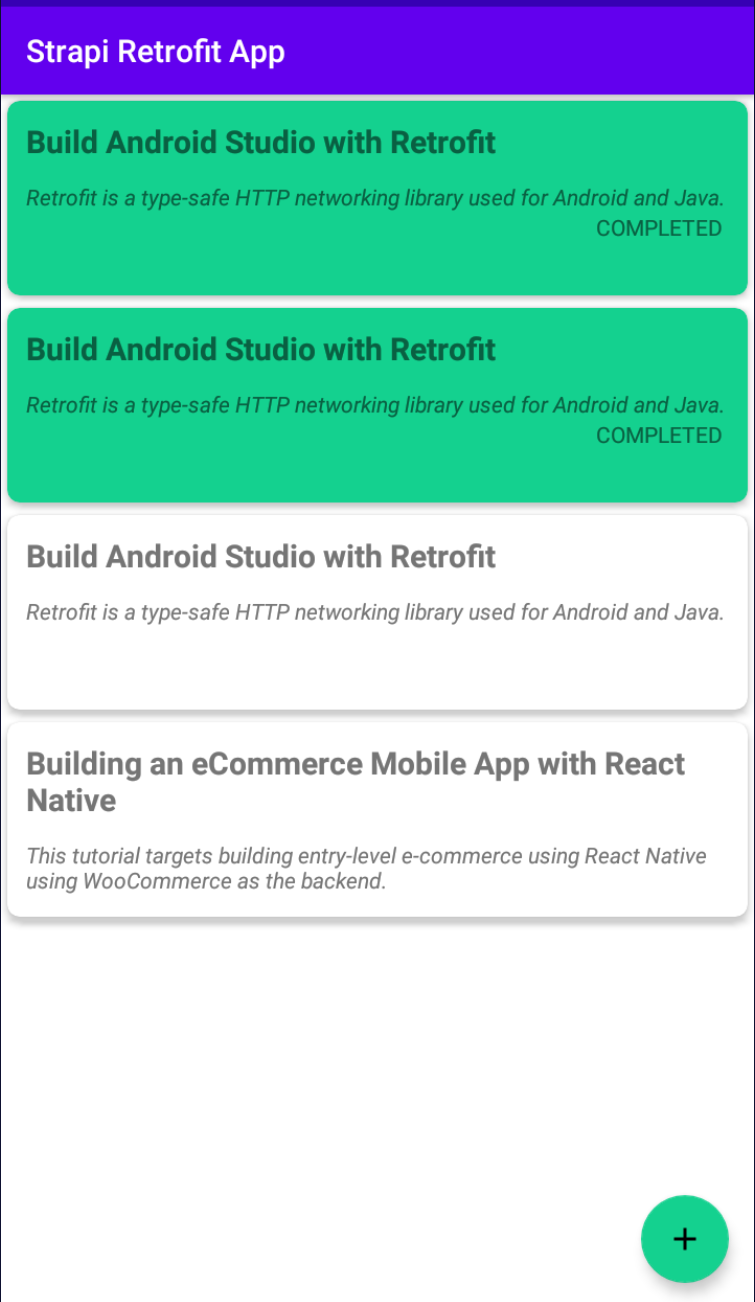 Strapi Retrofit App
Build Android Studio with Retrofit
Retrofit is a type-safe HTTP networking library used for Android and Java.
COMPLETED
Build Android Studio with Retrofit
Retrofit is a type-safe HTTP networking library used for Android and Java.
COMPLETED
Build Android Studio with Retrofit
Retrofit is a type-safe HTTP networking library used for Android and Java.
Building an eCommerce Mobile App with React
Native
This tutorial targets building entry-level e-commerce using React Native
using WooCommerce as the backend.
+